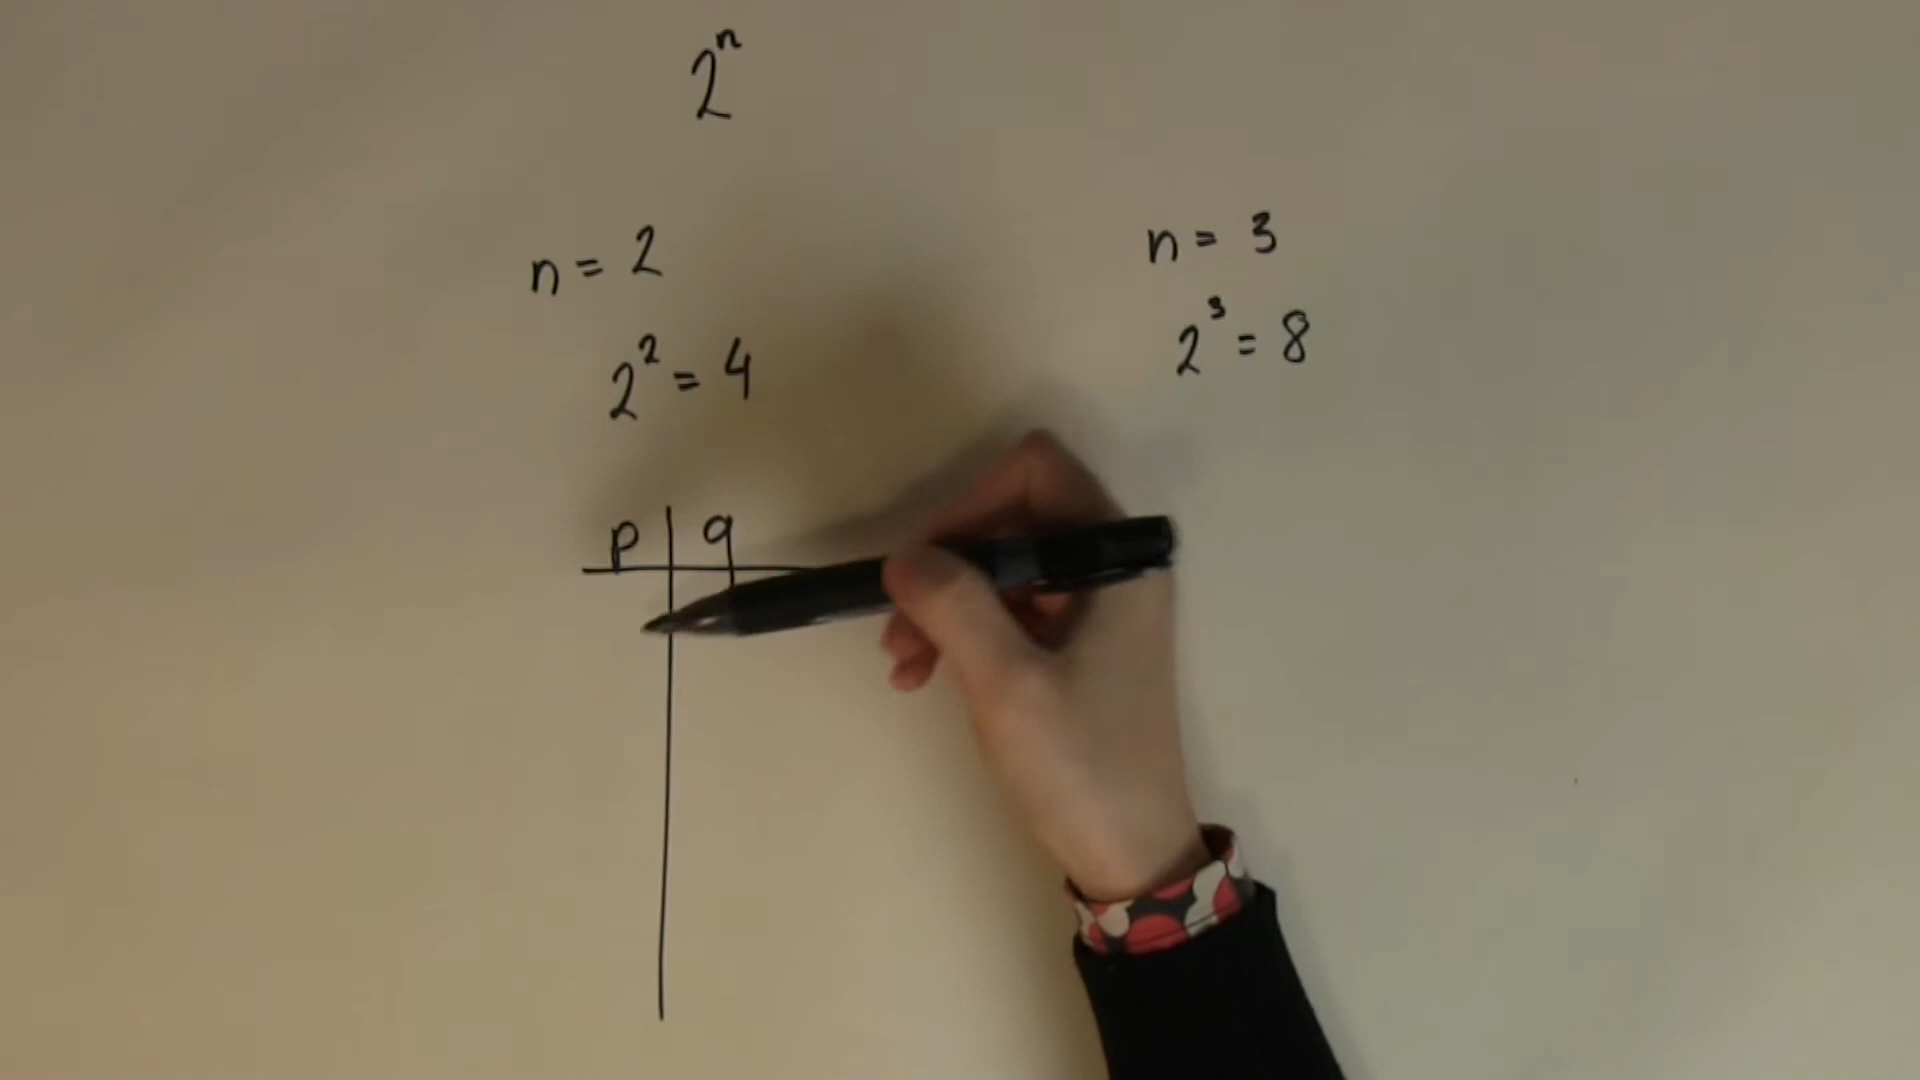 2ⁿ
n = 2
2² = 4
p q
n = 3
2³ = 8